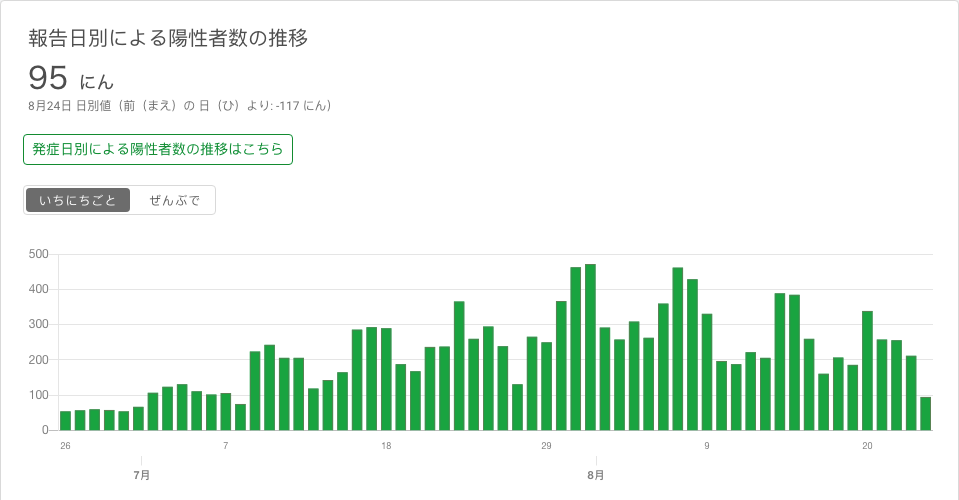 報告日別による陽性者数の推移
95 にん
8月24日 日別値（前（まえ）の 日（ひ）より: -117 にん）
発症日別による陽性者数の推移はこちら
いちにちごと ぜんぶで
500
400
300
200
100
0
26 7 18 29 9 20
7月 8月